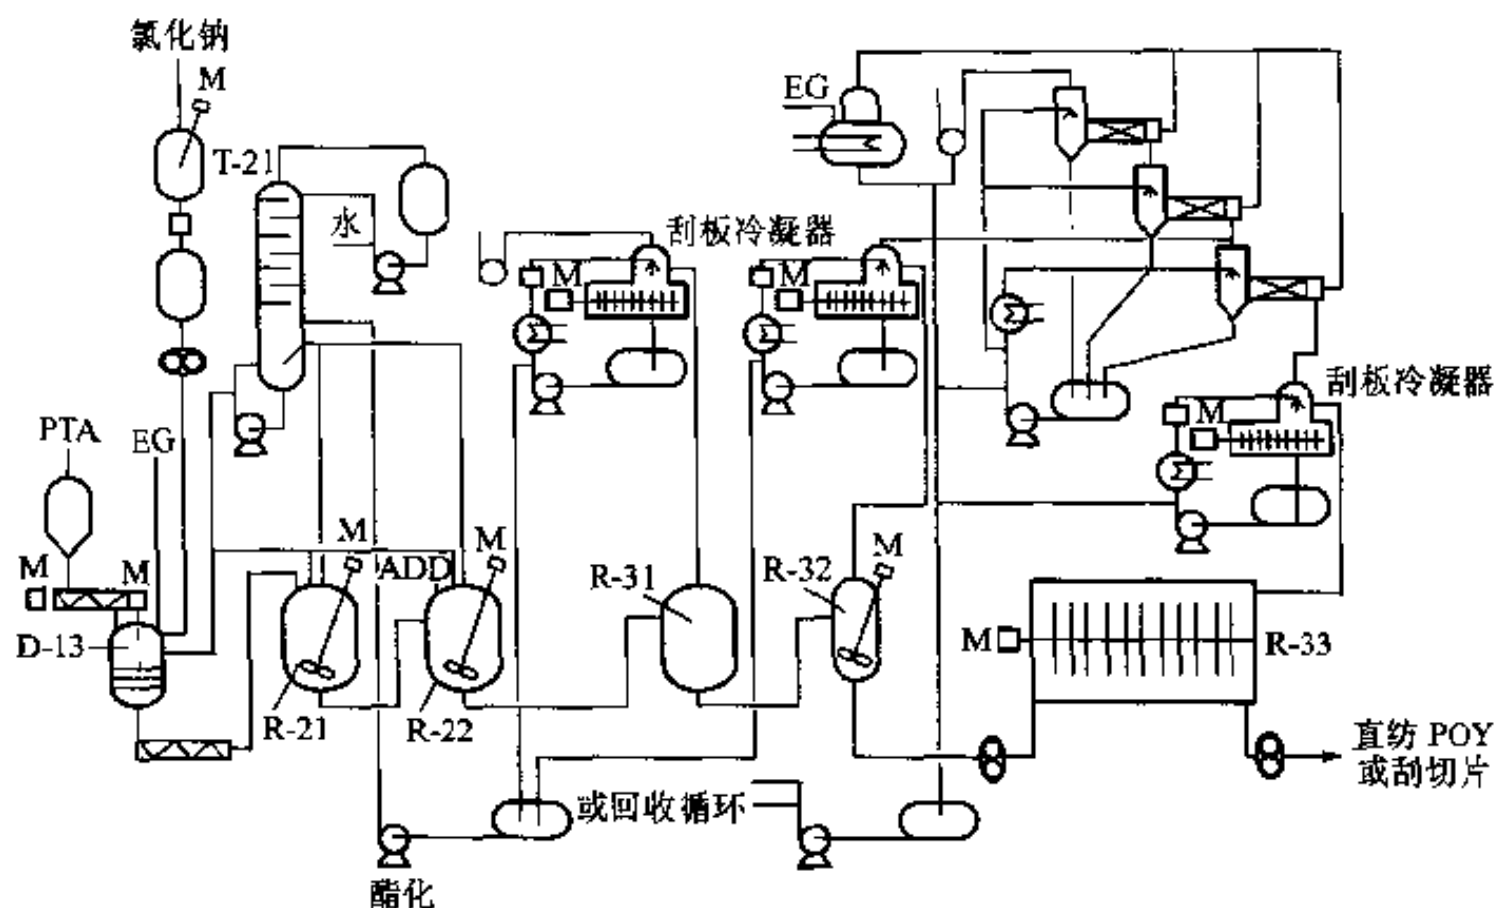 氯化钠
M
T-21
EG
水
刮板冷凝器
M
M
刮板冷凝器
M
PTA
EG
M
M
M
ADD
M
R-31
R-32
M
D-13
M
R-33
R-21
R-22
直纺 POY
或刮切片
或回收循环
酯化